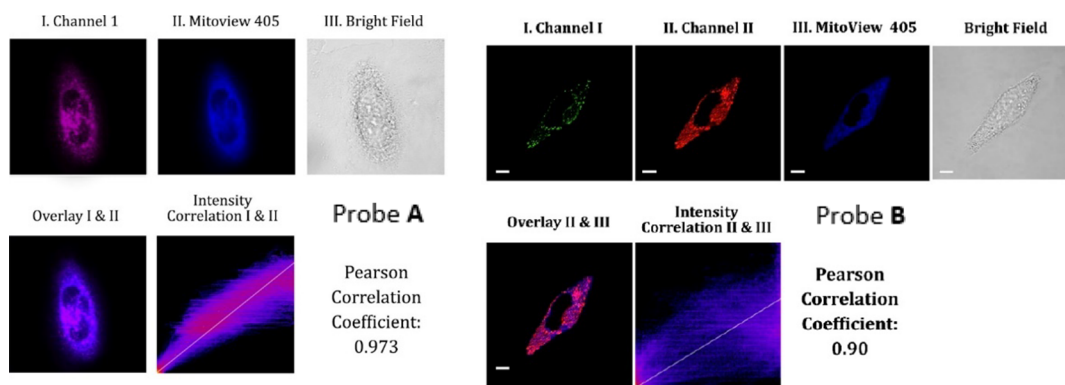 I. Channel 1
II. Mitoview 405
III. Bright Field
Overlay I & II
Intensity
Correlation I & II
Probe A
Pearson
Correlation
Coefficient:
0.973
I. Channel I
II. Channel II
III. MitoView 405
Bright Field
Overlay II & III
Intensity
Correlation II & III
Probe B
Pearson
Correlation
Coefficient:
0.90